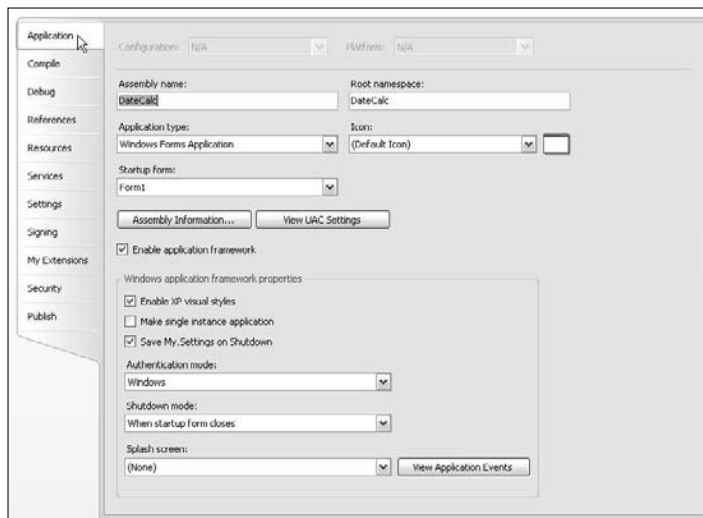 Application
Compile
Debug
References
Resources
Services
Settings
Signing
My Extensions
Security
Publish
Configuration: N/A Platform: N/A
Assembly name: Root namespace:
DateCalc DateCalc
Application type: Icon:
Windows Forms Application (Default Icon)
Startup form:
Form1
Assembly Information... View UAC Settings
Enable application framework
Windows application framework properties
Enable XP visual styles
Make single instance application
Save My.Settings on Shutdown
Authentication mode:
Windows
Shutdown mode:
When startup form closes
Splash screen:
(None) View Application Events